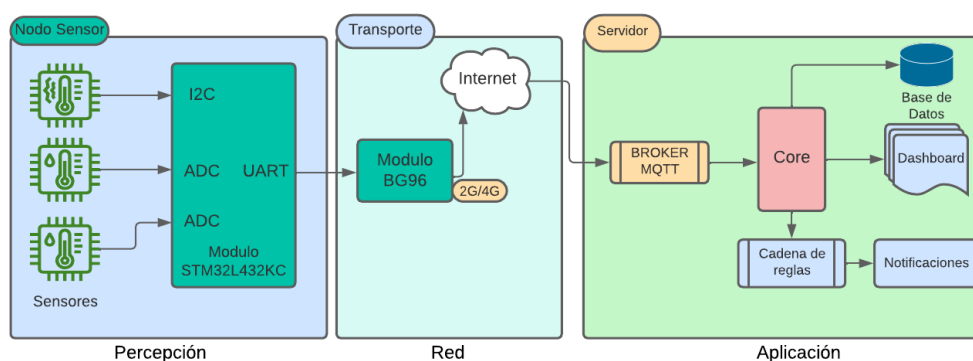 Nodo Sensor
I2C
ADC
UART
ADC
Modulo
STM32L432KC
Sensores
Percepción
Transporte
Internet
Modulo
BG96
2G/4G
Red
Servidor
BROKER
MQTT
Core
Base de
Datos
Dashboard
Cadena de
reglas
Notificaciones
Aplicación